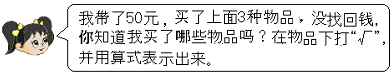 我带了50元，买了上面3种物品，没找回钱，
你知道我买了哪些物品吗？在物品下打“√”，
并用算式表示出来。